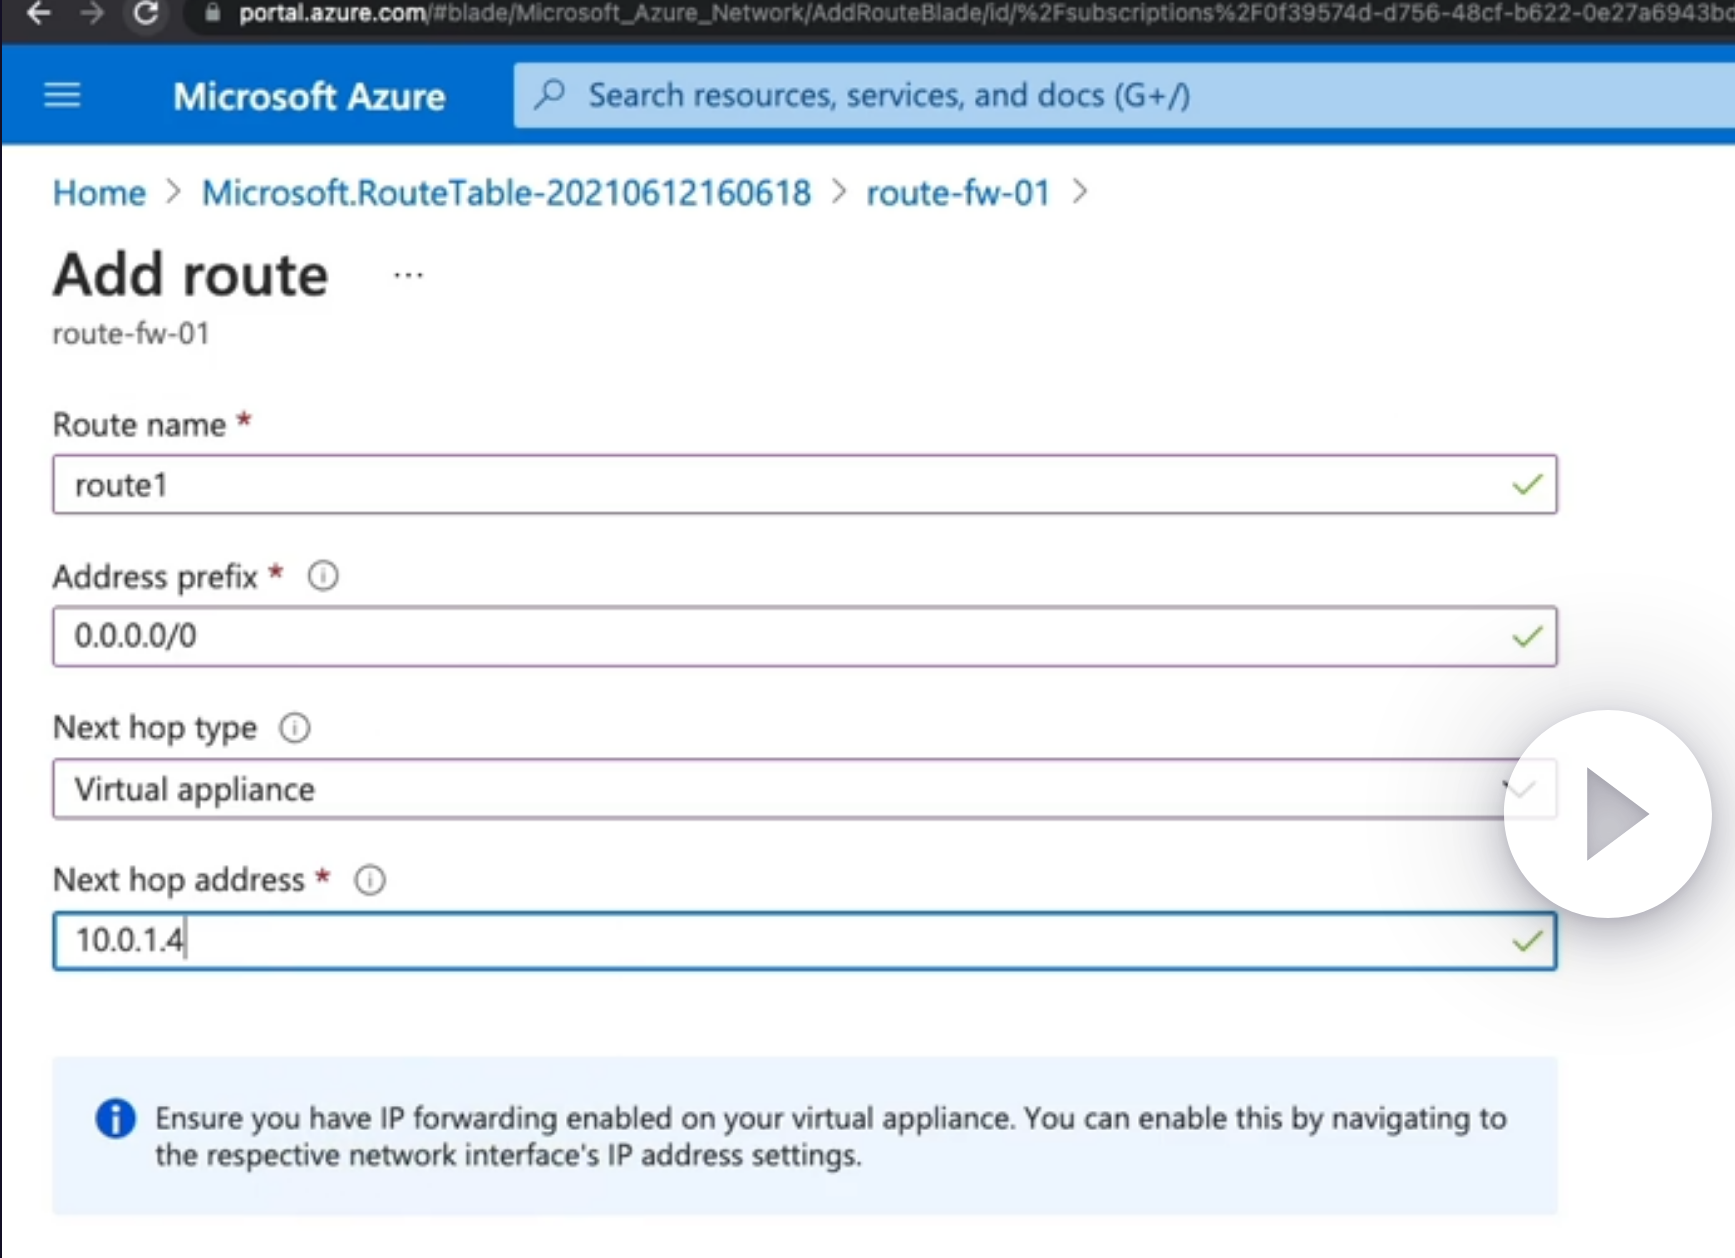 portal.azure.com/#blade/Microsoft_Azure_Network/AddRouteBlade/id/%2Fsubscriptions%2F0f39574d-d756-48cf-b622-0e27a6943bc
Microsoft Azure
Search resources, services, and docs (G+/)
Home > Microsoft.RouteTable-20210612160618 > route-fw-01 >
Add route ...
route-fw-01
Route name *
route1
Address prefix *
0.0.0.0/0
Next hop type
Virtual appliance
Next hop address *
10.0.1.4
Ensure you have IP forwarding enabled on your virtual appliance. You can enable this by navigating to
the respective network interface's IP address settings.